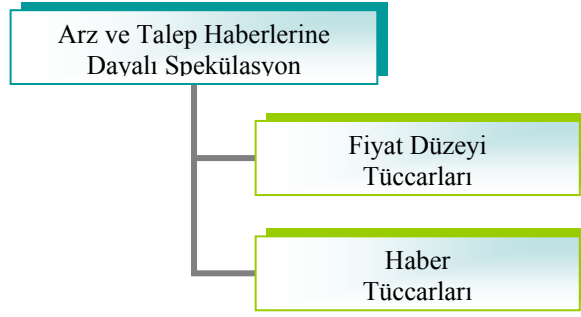 Arz ve Talep Haberlerine
Dayalı Spekülasyon
Fiyat Düzeyi
Tüccarları
Haber
Tüccarları